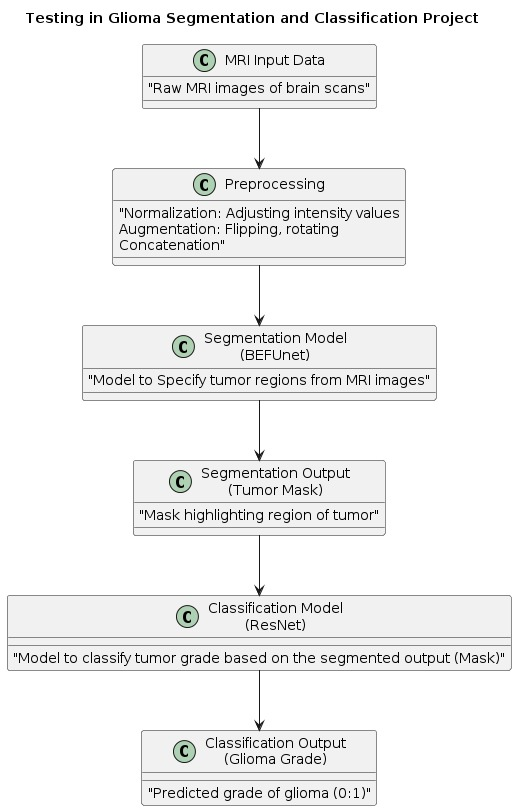 Testing in Glioma Segmentation and Classification Project
C MRI Input Data
"Raw MRI images of brain scans"
C Preprocessing
"Normalization: Adjusting intensity values
Augmentation: Flipping, rotating
Concatenation"
C Segmentation Model
(BEFUnet)
"Model to Specify tumor regions from MRI images"
C Segmentation Output
(Tumor Mask)
"Mask highlighting region of tumor"
C Classification Model
(ResNet)
"Model to classify tumor grade based on the segmented output (Mask)"
C Classification Output
(Glioma Grade)
"Predicted grade of glioma (0:1)"